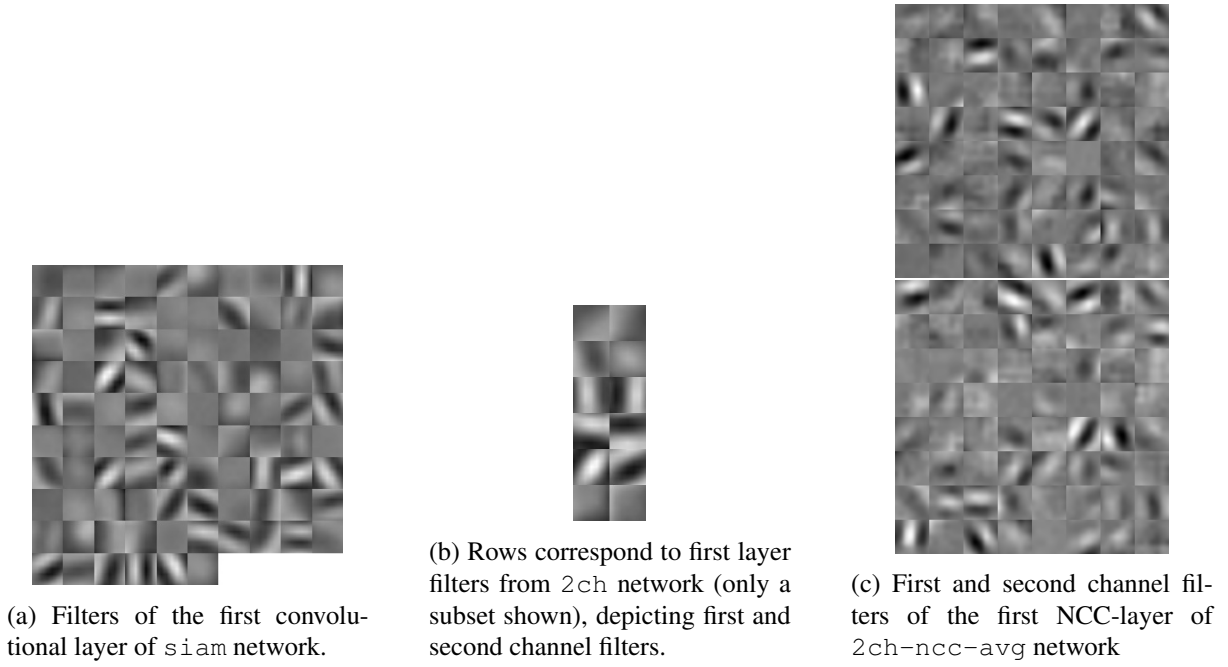 (a) Filters of the first convolu-
tional layer of siam network.
(b) Rows correspond to first layer
filters from 2ch network (only a
subset shown), depicting first and
second channel filters.
(c) First and second channel fil-
ters of the first NCC-layer of
2ch-ncc-avg network